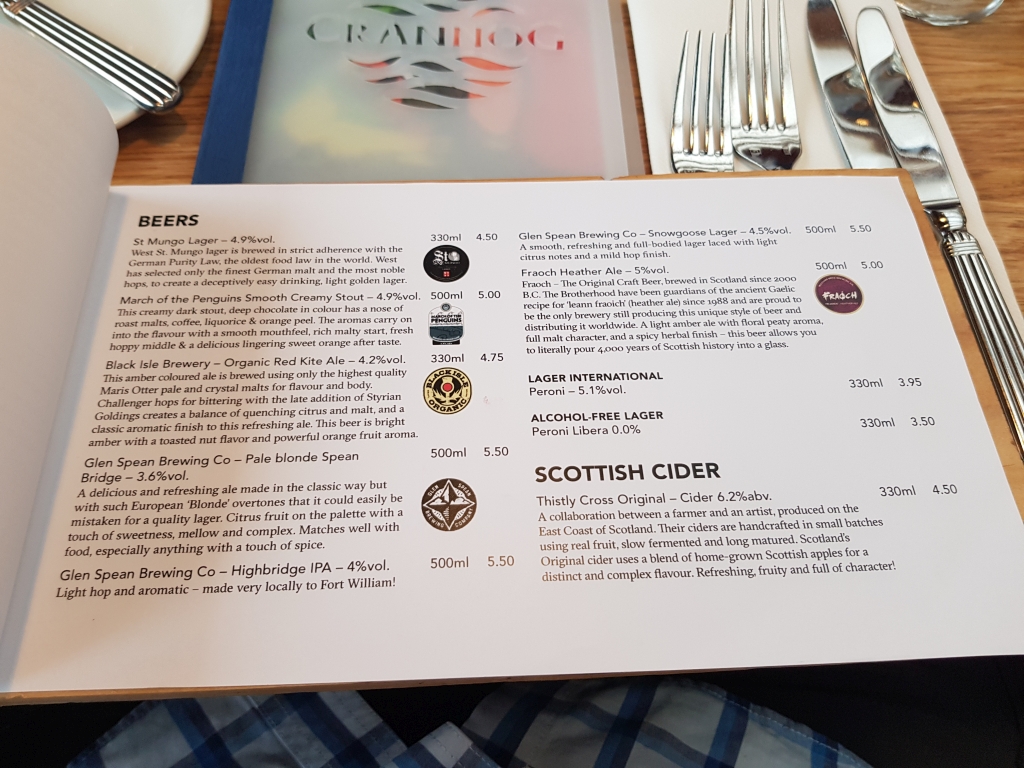 CRANHOG
BEERS
St Mungo Lager – 4.9%vol. 330ml 4.50
West St. Mungo lager is brewed in strict adherence with the
German Purity Law, the oldest food law in the world. West
has selected only the finest German malt and the most noble
hops, to create a deceptively easy drinking, light golden lager.
March of the Penguins Smooth Creamy Stout – 4.9%vol. 500ml 5.00
This creamy dark stout, deep chocolate in colour has a nose of
roast malts, coffee, liquorice & orange peel. The aromas carry on
into the flavour with a smooth mouthfeel, rich malty start, fresh
hoppy middle & a delicious lingering sweet orange after taste.
MARCH OF THE
PENGUINS
Black Isle Brewery – Organic Red Kite Ale – 4.2%vol. 330ml 4.75
This amber coloured ale is brewed using only the highest quality
Maris Otter pale and crystal malts for flavour and body.
Challenger hops for bittering with the late addition of Styrian
Goldings creates a balance of quenching citrus and malt, and a
classic aromatic finish to this refreshing ale. This beer is bright
amber with a toasted nut flavor and powerful orange fruit aroma.
BLACK ISLE
ORGANIC
Glen Spean Brewing Co – Pale blonde Spean 500ml 5.50
Bridge – 3.6%vol.
A delicious and refreshing ale made in the classic way but
with such European 'Blonde' overtones that it could easily be
mistaken for a quality lager. Citrus fruit on the palette with a
touch of sweetness, mellow and complex. Matches well with
food, especially anything with a touch of spice.
GLEN SPEAN
BREWING COMPANY
Glen Spean Brewing Co – Highbridge IPA – 4%vol. 500ml 5.50
Light hop and aromatic – made very locally to Fort William!
Glen Spean Brewing Co – Snowgoose Lager – 4.5%vol. 500ml 5.50
A smooth, refreshing and full-bodied lager laced with light
citrus notes and a mild hop finish.
Fraoch Heather Ale – 5%vol. 500ml 5.00
Fraoch – The Original Craft Beer, brewed in Scotland since 2000
B.C. The Brotherhood have been guardians of the ancient Gaelic
recipe for 'leann fraoich' (heather ale) since 1988 and are proud to
be the only brewery still producing this unique style of beer and
distributing it worldwide. A light amber ale with floral peaty aroma,
full malt character, and a spicy herbal finish – this beer allows you
to literally pour 4,000 years of Scottish history into a glass.
FRAOCH
LAGER INTERNATIONAL
Peroni – 5.1%vol. 330ml 3.95
ALCOHOL-FREE LAGER
Peroni Libera 0.0% 330ml 3.50
SCOTTISH CIDER
Thistly Cross Original – Cider 6.2%abv. 330ml 4.50
A collaboration between a farmer and an artist, produced on the
East Coast of Scotland. Their ciders are handcrafted in small batches
using real fruit, slow fermented and long matured. Scotland's
Original cider uses a blend of home-grown Scottish apples for a
distinct and complex flavour. Refreshing, fruity and full of character!